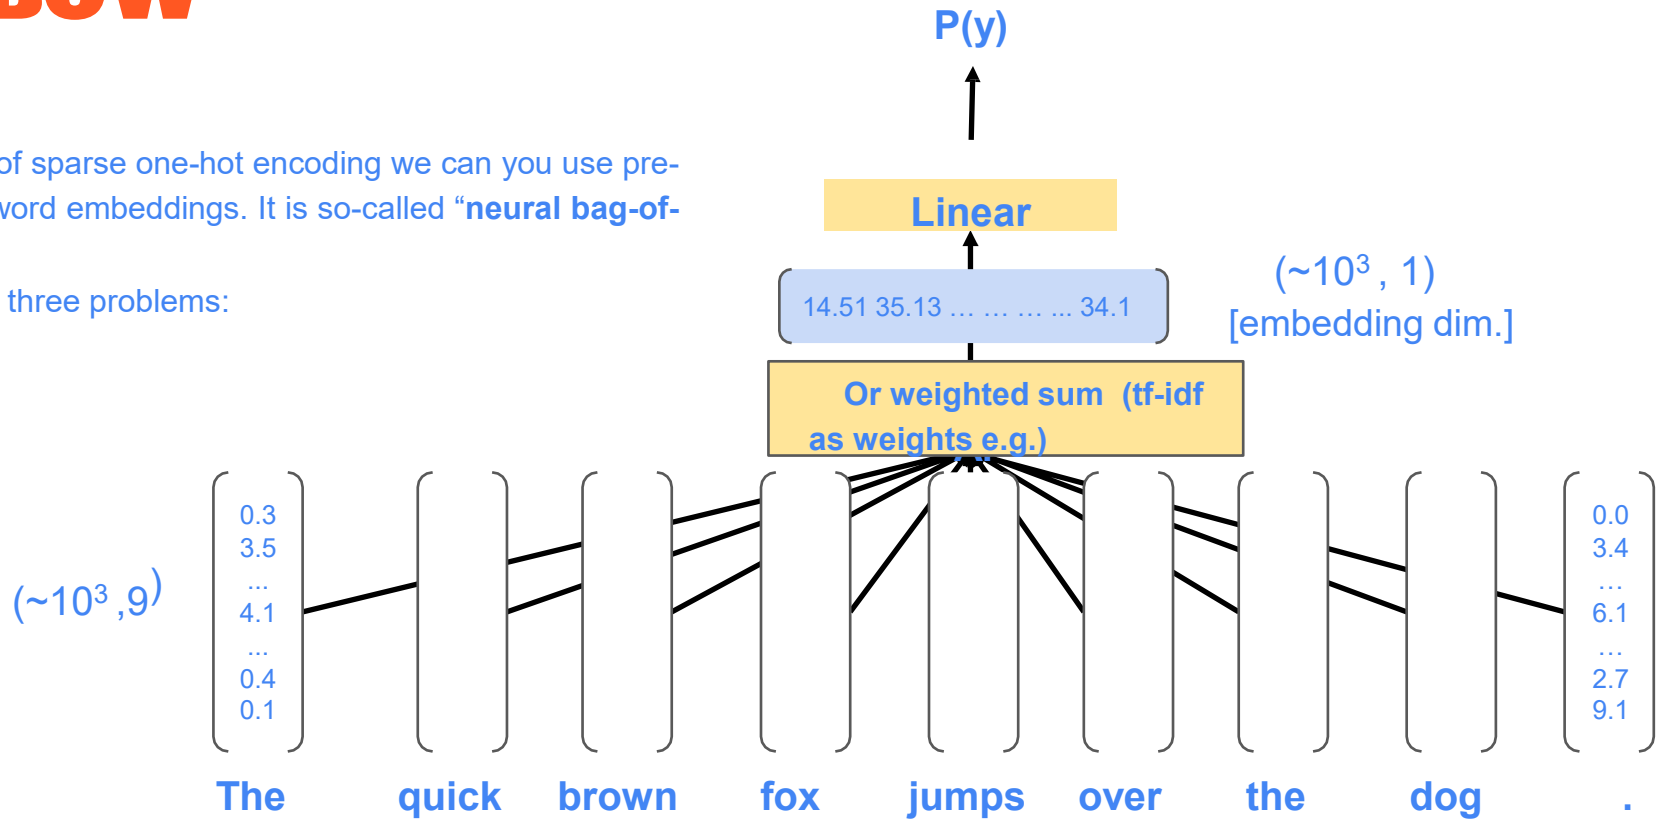 BOW
P(y)
of sparse one-hot encoding we can you use pre-
word embeddings. It is so-called “neural bag-of-
three problems:
Linear
(~10³ , 1)
[embedding dim.]
14.51 35.13 … … … ... 34.1
Or weighted sum (tf-idf
as weights e.g.)
(~10³ ,9)
0.3
3.5
...
4.1
...
0.4
0.1
0.0
3.4
…
6.1
…
2.7
9.1
The quick brown fox jumps over the dog .